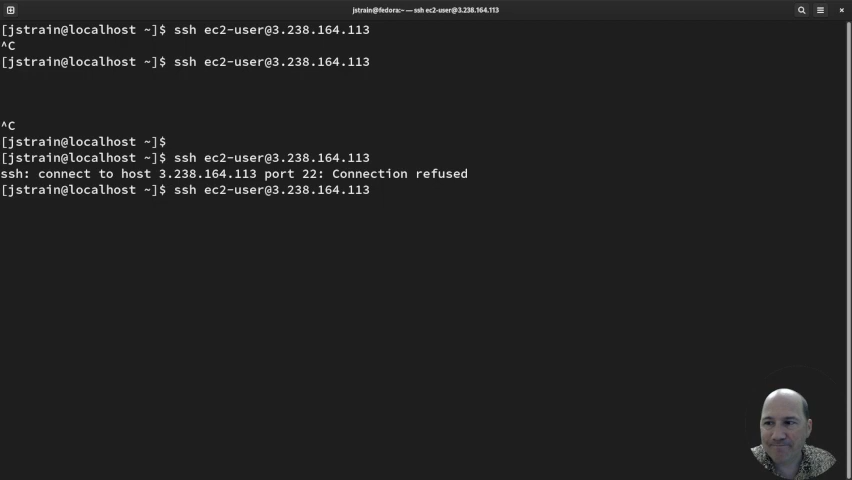 jstrain@fedora:~ — ssh ec2-user@3.238.164.113
[jstrain@localhost ~]$ ssh ec2-user@3.238.164.113
^C
[jstrain@localhost ~]$ ssh ec2-user@3.238.164.113
^C
[jstrain@localhost ~]$
[jstrain@localhost ~]$ ssh ec2-user@3.238.164.113
ssh: connect to host 3.238.164.113 port 22: Connection refused
[jstrain@localhost ~]$ ssh ec2-user@3.238.164.113